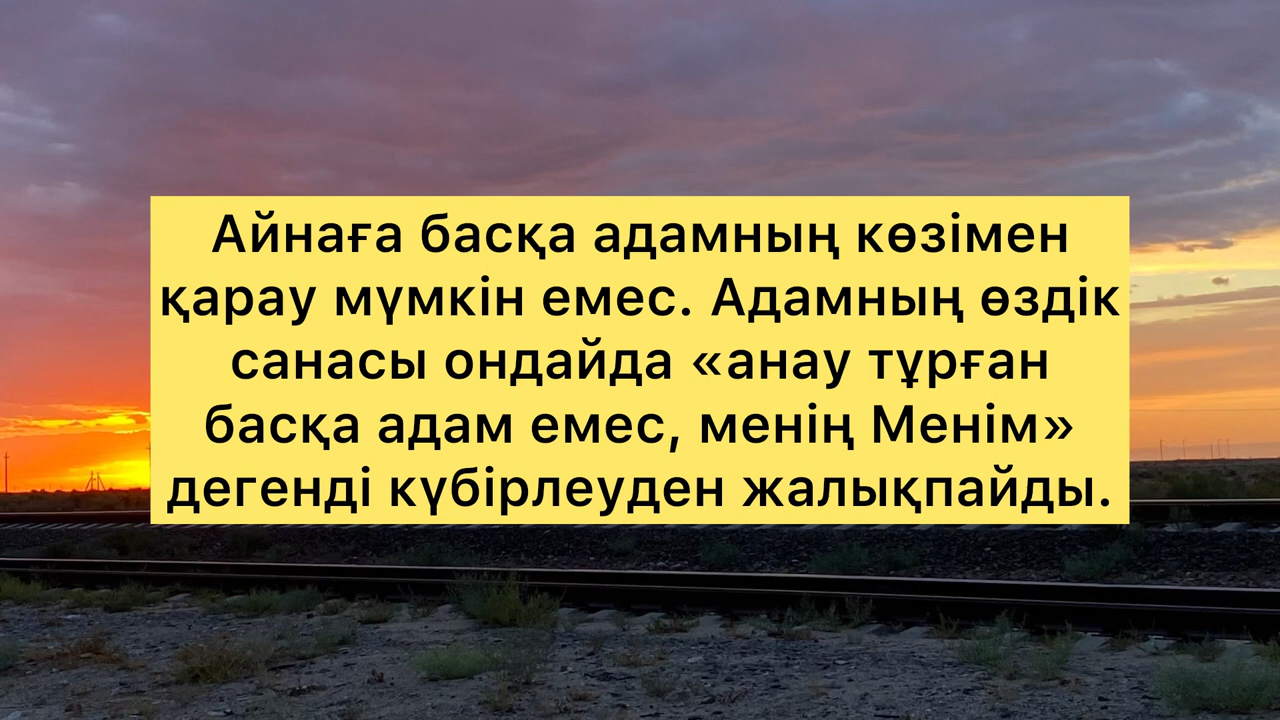 Айнаға басқа адамның көзімен
қарау мүмкін емес. Адамның өздік
санасы ондайда «анау тұрған
басқа адам емес, менің Менім»
дегенді күбірлеуден жалықпайды.